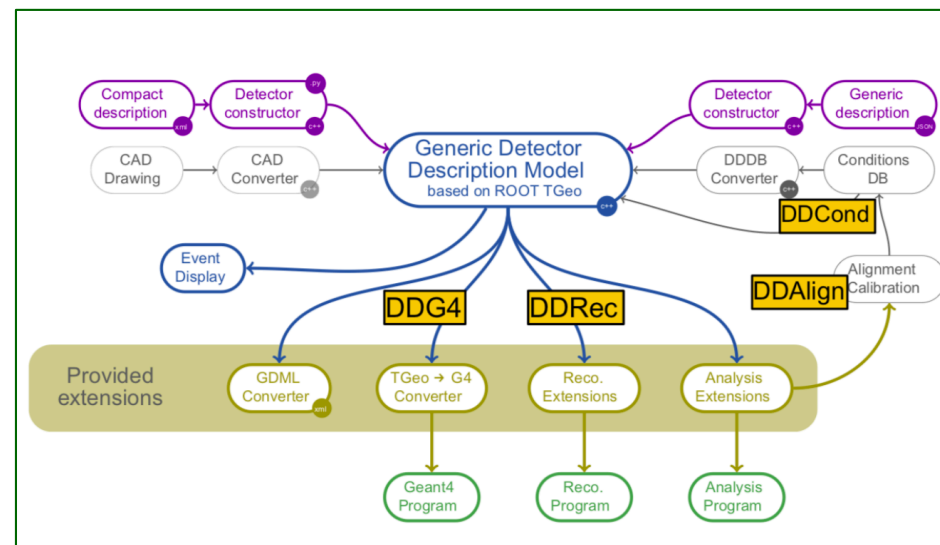 Compact
description
xml
Detector
constructor
.py
c++
Detector
constructor
c++
Generic
description
JSON
CAD
Drawing
CAD
Converter
c++
Generic Detector
Description Model
based on ROOT TGeo
c++
DDDB
Converter
c++
Conditions
DB
DDCond
Event
Display
DDAlign
Alignment
Calibration
DDG4
DDRec
Provided
extensions
GDML
Converter
xml
TGeo → G4
Converter
Reco.
Extensions
Analysis
Extensions
Geant4
Program
Reco.
Program
Analysis
Program